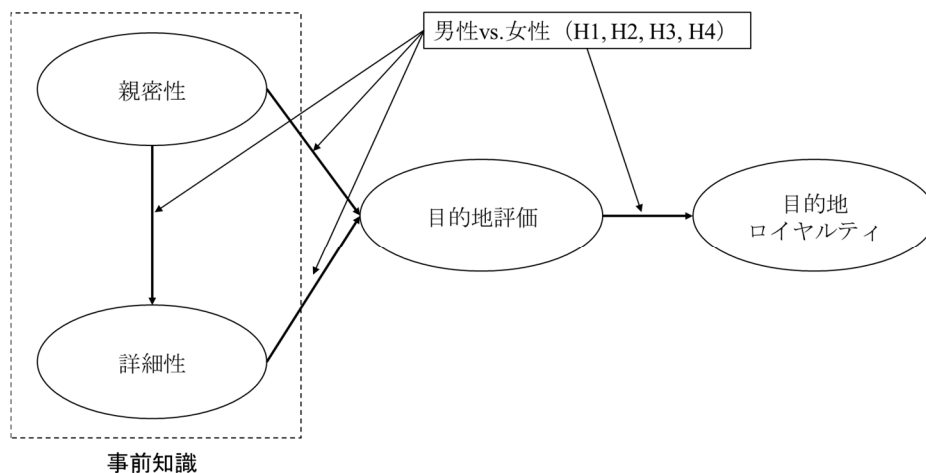 男性vs.女性（H1, H2, H3, H4）
親密性
目的地評価
目的地
ロイヤルティ
詳細性
事前知識